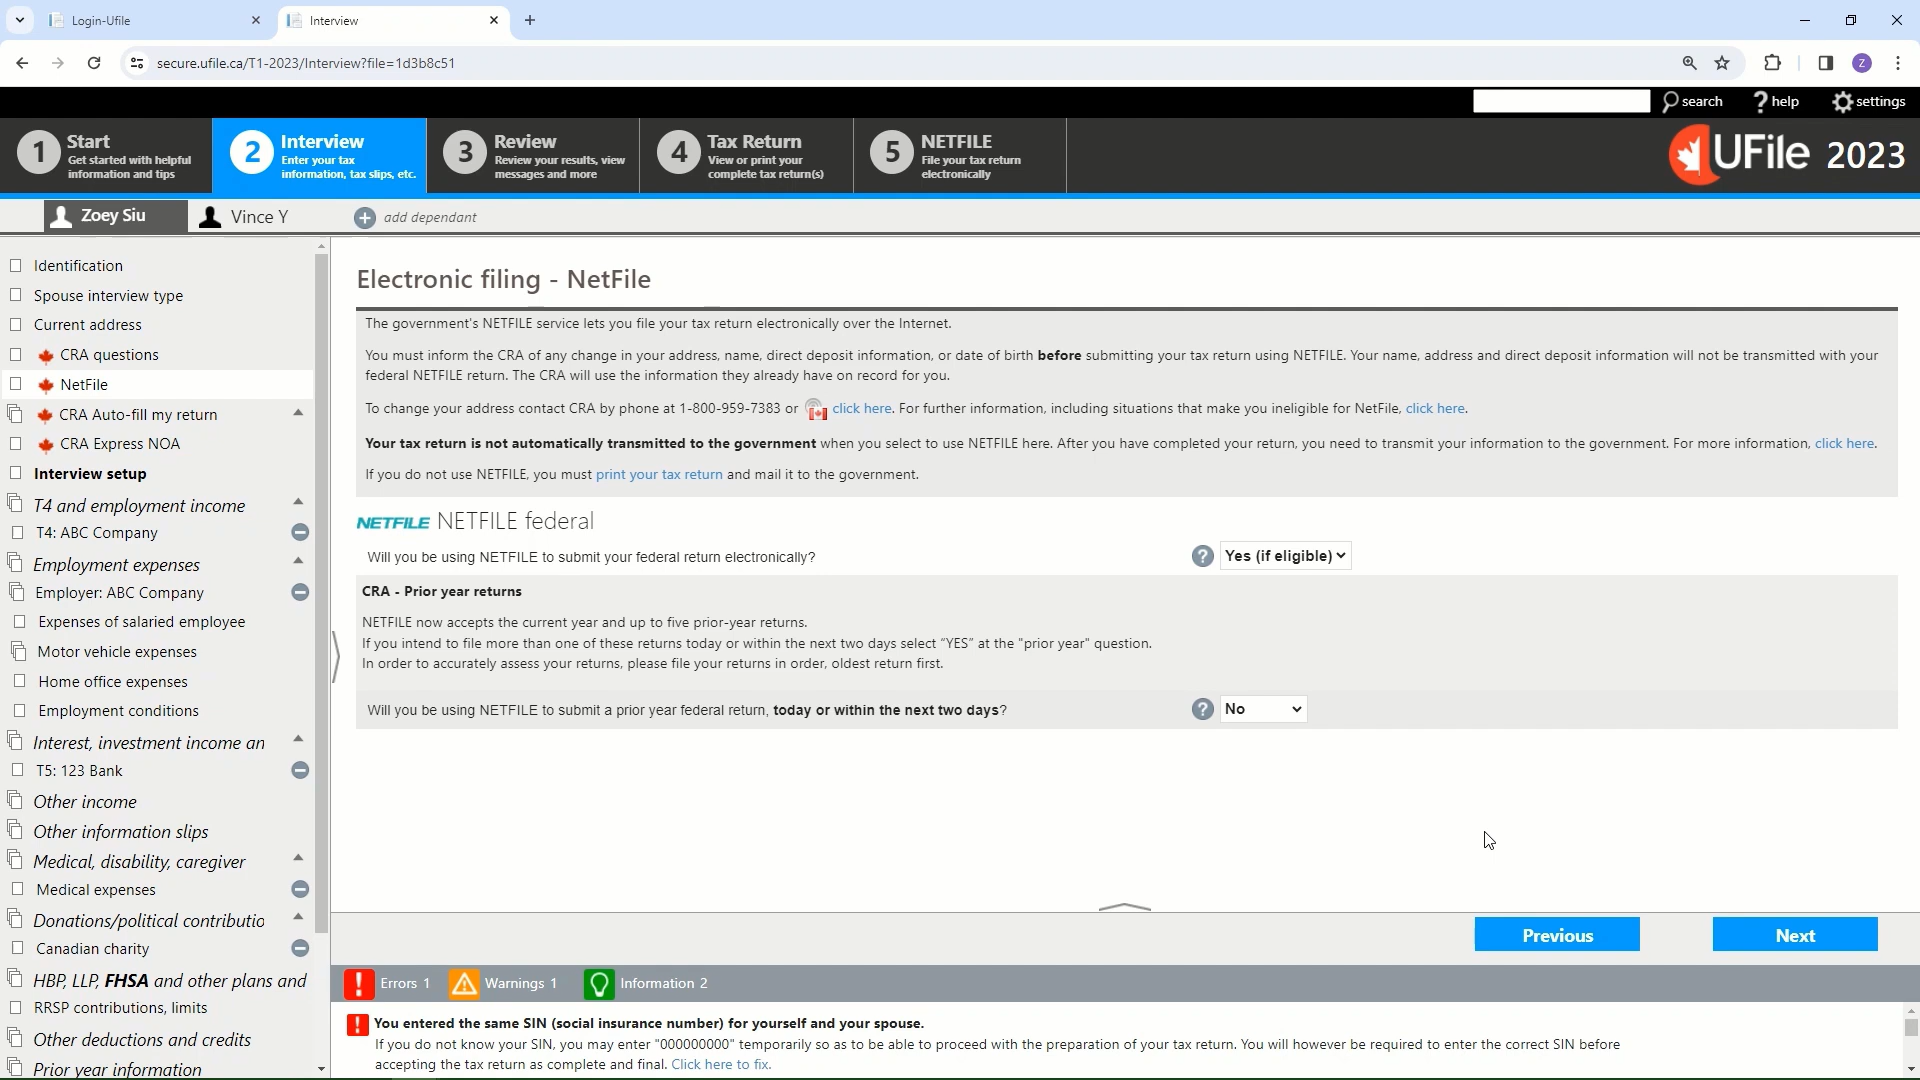 Login-Ufile
Interview
secure.ufile.ca/T1-2023/Interview?file=1d3b8c51
Z
search
help
settings
1 Start
Get started with helpful
information and tips
2 Interview
Enter your tax
information, tax slips, etc.
3 Review
Review your results, view
messages and more
4 Tax Return
View or print your
complete tax return(s)
5 NETFILE
File your tax return
electronically
UFile 2023
Zoey Siu
Vince Y
add dependant
Identification
Spouse interview type
Current address
CRA questions
NetFile
CRA Auto-fill my return
CRA Express NOA
Interview setup
T4 and employment income
T4: ABC Company
Employment expenses
Employer: ABC Company
Expenses of salaried employee
Motor vehicle expenses
Home office expenses
Employment conditions
Interest, investment income an
T5: 123 Bank
Other income
Other information slips
Medical, disability, caregiver
Medical expenses
Donations/political contributio
Canadian charity
HBP, LLP, FHSA and other plans and
RRSP contributions, limits
Other deductions and credits
Prior year information
Electronic filing - NetFile
The government's NETFILE service lets you file your tax return electronically over the Internet.
You must inform the CRA of any change in your address, name, direct deposit information, or date of birth before submitting your tax return using NETFILE. Your name, address and direct deposit information will not be transmitted with your
federal NETFILE return. The CRA will use the information they already have on record for you.
To change your address contact CRA by phone at 1-800-959-7383 or click here. For further information, including situations that make you ineligible for NetFile, click here.
Your tax return is not automatically transmitted to the government when you select to use NETFILE here. After you have completed your return, you need to transmit your information to the government. For more information, click here.
If you do not use NETFILE, you must print your tax return and mail it to the government.
NETFILE NETFILE federal
Will you be using NETFILE to submit your federal return electronically? ? Yes (if eligible)
CRA - Prior year returns
NETFILE now accepts the current year and up to five prior-year returns.
If you intend to file more than one of these returns today or within the next two days select “YES” at the "prior year" question.
In order to accurately assess your returns, please file your returns in order, oldest return first.
Will you be using NETFILE to submit a prior year federal return, today or within the next two days? ? No
Previous
Next
Errors 1
Warnings 1
Information 2
You entered the same SIN (social insurance number) for yourself and your spouse.
If you do not know your SIN, you may enter "000000000" temporarily so as to be able to proceed with the preparation of your tax return. You will however be required to enter the correct SIN before
accepting the tax return as complete and final. Click here to fix.